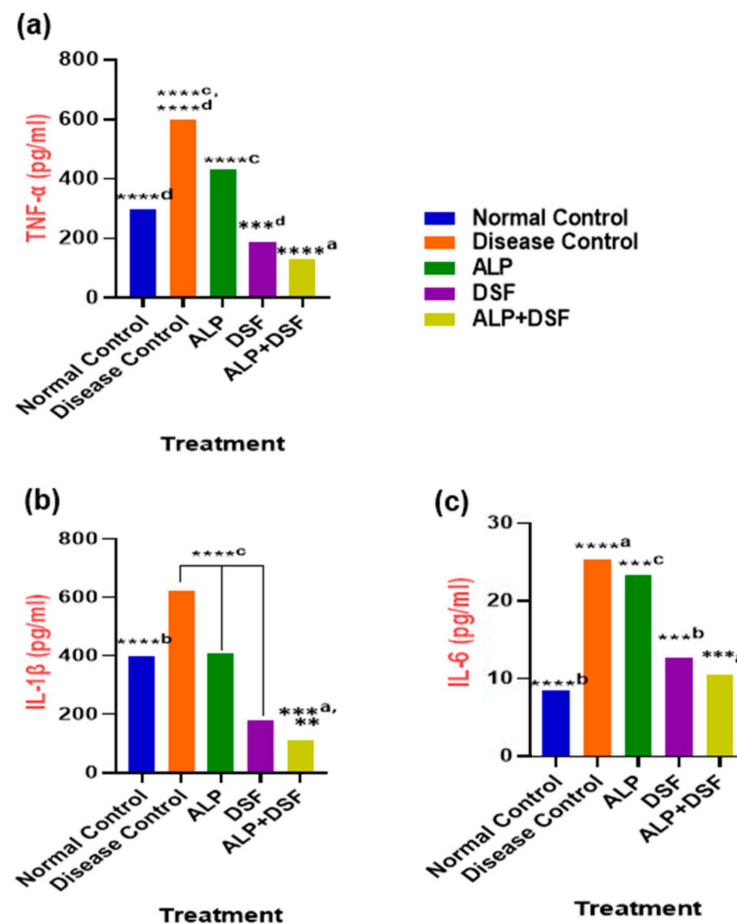 (a)
800
600
400
200
0
TNF-α (pg/ml)
****c,
****d
****d
****c
***d
****a
Normal Control
Disease Control
ALP
DSF
ALP+DSF
Treatment
Normal Control
Disease Control
ALP
DSF
ALP+DSF
(b)
800
600
400
200
0
IL-1β (pg/ml)
****c
****b
***a,
**
Normal Control
Disease Control
ALP
DSF
ALP+DSF
Treatment
(c)
30
20
10
0
IL-6 (pg/ml)
****a
***c
***b
****b
***
Normal Control
Disease Control
ALP
DSF
ALP+DSF
Treatment